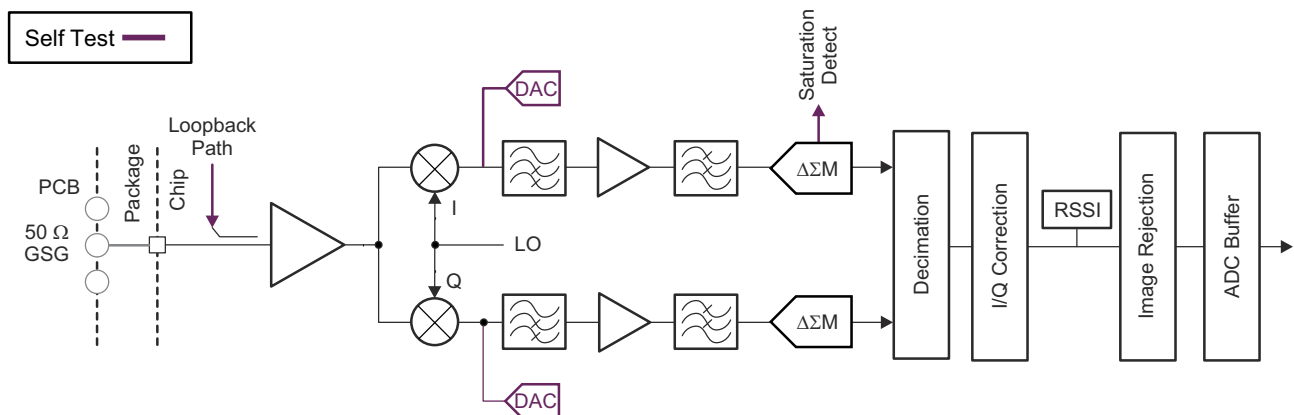 Self Test
DAC
Saturation
Detect
Loopback
Path
PCB
Package
Chip
50 Ω
GSG
I
LO
Q
ΔΣM
ΔΣM
DAC
Decimation
I/Q Correction
RSSI
Image Rejection
ADC Buffer